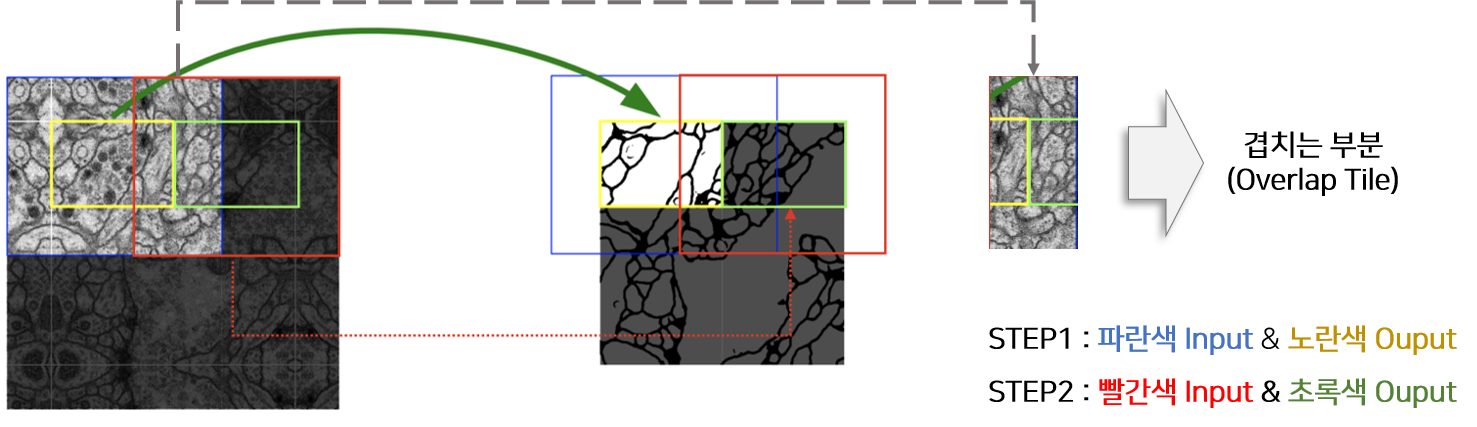 겹치는 부분
(Overlap Tile)
STEP1 : 파란색 Input & 노란색 Ouput
STEP2 : 빨간색 Input & 초록색 Ouput